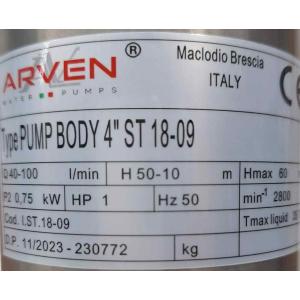 ARVEN ®
WATER PUMPS
Maclodio Brescia
ITALY
CE
Type PUMP BODY 4" ST 18-09
Q 40-100 l/min H 50-10 m Hmax 60
P2 0,75 kW HP 1 Hz 50 min⁻¹ 2800
Cod. I.ST.18-09 Tmax liquid
I.D.P. 11/2023 - 230772 kg